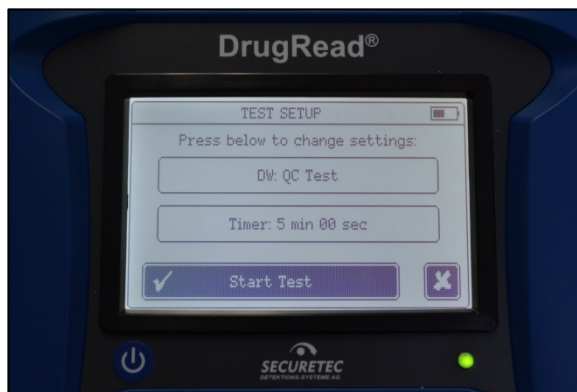 DrugRead®
TEST SETUP
Press below to change settings:
DW: QC Test
Timer: 5 min 00 sec
Start Test
SECURETEC
DETEKTIONS-SYSTEME AG